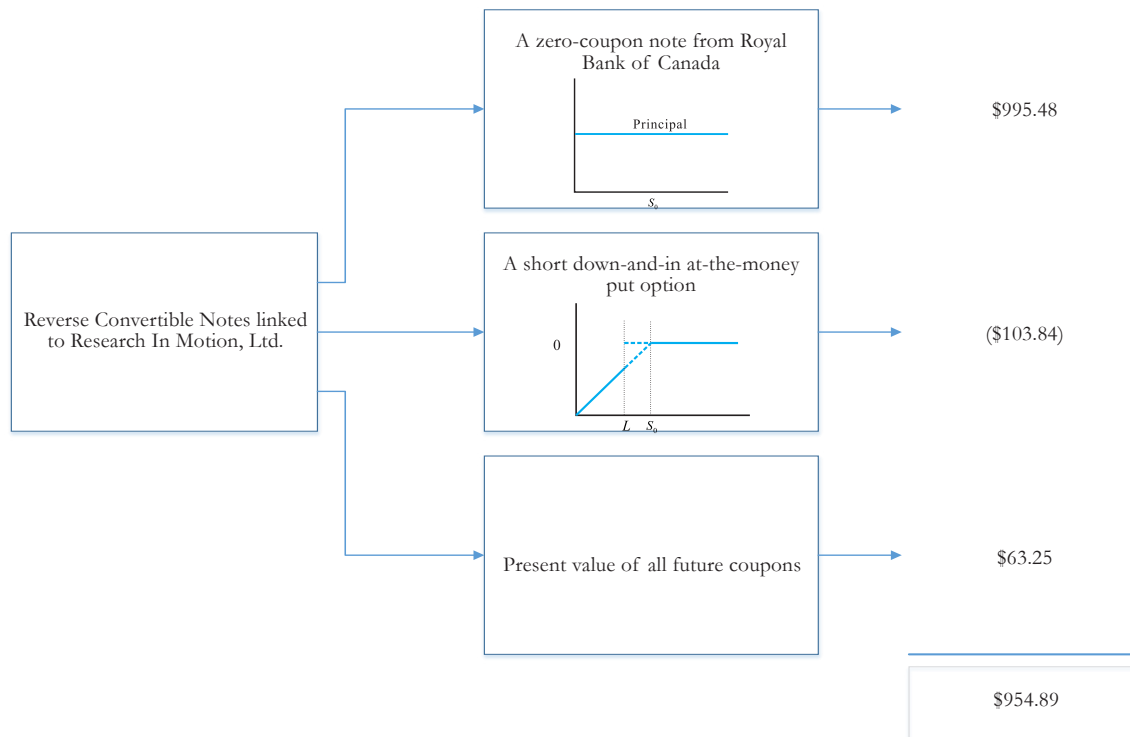 A zero-coupon note from Royal
Bank of Canada
Principal
S₀
$995.48
Reverse Convertible Notes linked
to Research In Motion, Ltd.
A short down-and-in at-the-money
put option
0
L S₀
($103.84)
Present value of all future coupons
$63.25
$954.89